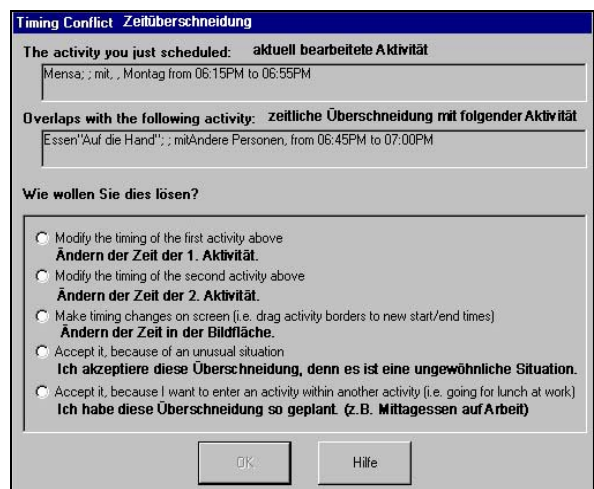 Timing Conflict Zeitüberschneidung
The activity you just scheduled: aktuell bearbeitete Aktivität
Mensa; ; mit, , Montag from 06:15PM to 06:55PM
Overlaps with the following activity: zeitliche Überschneidung mit folgender Aktivität
Essen"Auf die Hand"; ; mitAndere Personen, from 06:45PM to 07:00PM
Wie wollen Sie dies lösen?
Modify the timing of the first activity above
Ändern der Zeit der 1. Aktivität.
Modify the timing of the second activity above
Ändern der Zeit der 2. Aktivität.
Make timing changes on screen (i.e. drag activity borders to new start/end times)
Ändern der Zeit in der Bildfläche.
Accept it, because of an unusual situation
Ich akzeptiere diese Überschneidung, denn es ist eine ungewöhnliche Situation.
Accept it, because I want to enter an activity within another activity (i.e. going for lunch at work)
Ich habe diese Überschneidung so geplant. (z.B. Mittagessen auf Arbeit)
OK Hilfe